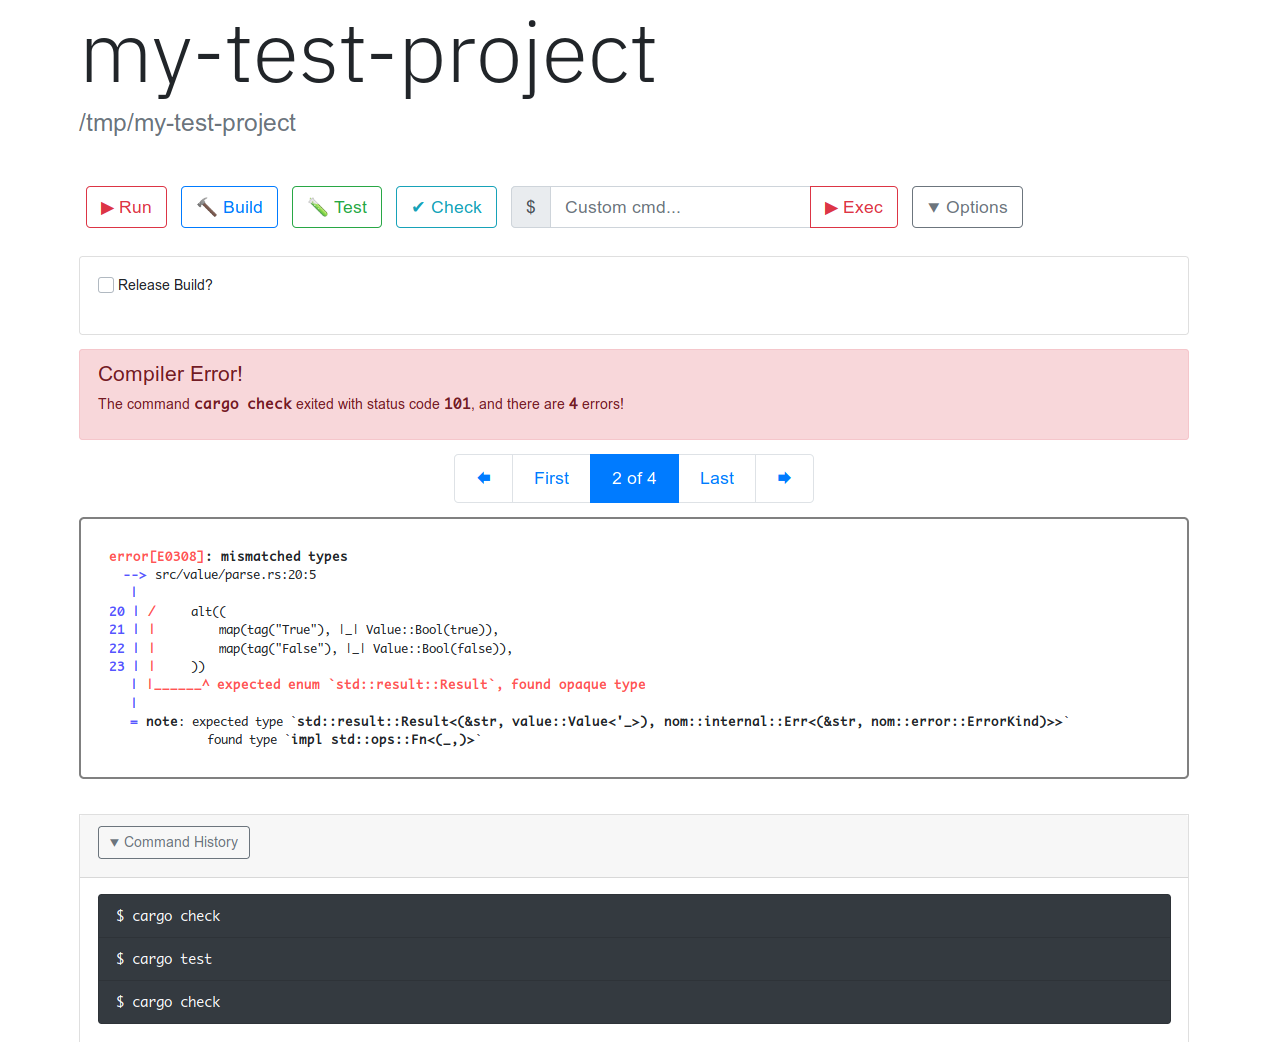 my-test-project
/tmp/my-test-project
▶ Run 🔨 Build 🧪 Test ✔ Check $ Custom cmd... ▶ Exec ▼ Options
Release Build?
Compiler Error!
The command cargo check exited with status code 101, and there are 4 errors!
🡄 First 2 of 4 Last 🡆
error[E0308]: mismatched types
  --> src/value/parse.rs:20:5
   |
20 | /     alt((
21 | |         map(tag("True"), |_| Value::Bool(true)),
22 | |         map(tag("False"), |_| Value::Bool(false)),
23 | |     ))
   | |______^ expected enum `std::result::Result`, found opaque type
   |
   = note: expected type `std::result::Result<(&str, value::Value<'_>), nom::internal::Err<(&str, nom::error::ErrorKind)>>`
              found type `impl std::ops::Fn<(_,)>`
▼ Command History
$ cargo check
$ cargo test
$ cargo check